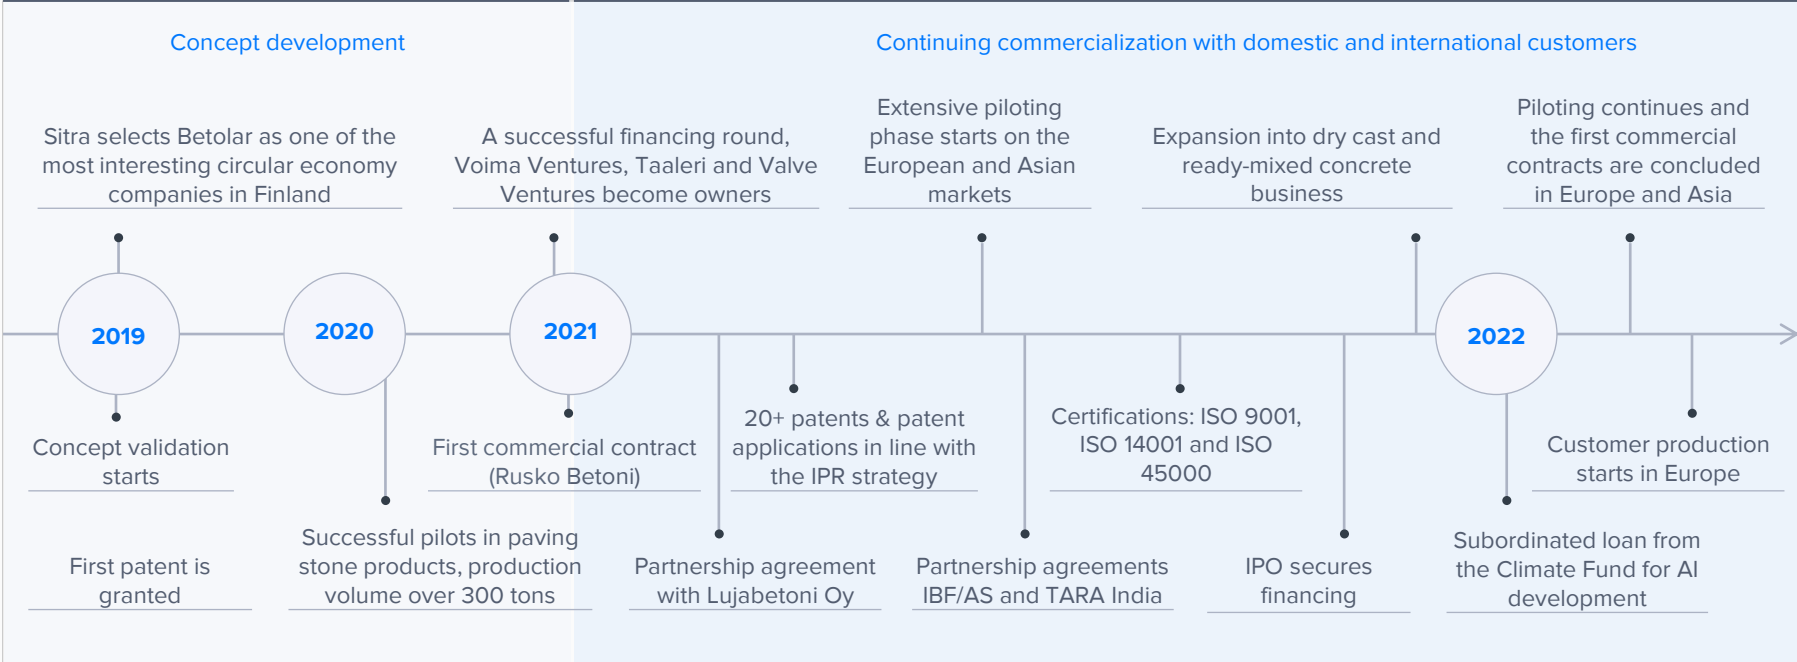 Concept development
Continuing commercialization with domestic and international customers
Sitra selects Betolar as one of the
most interesting circular economy
companies in Finland
A successful financing round,
Voima Ventures, Taaleri and Valve
Ventures become owners
Extensive piloting
phase starts on the
European and Asian
markets
Expansion into dry cast and
ready-mixed concrete
business
Piloting continues and
the first commercial
contracts are concluded
in Europe and Asia
2019
2020
2021
2022
Concept validation
starts
First commercial contract
(Rusko Betoni)
20+ patents & patent
applications in line with
the IPR strategy
Certifications: ISO 9001,
ISO 14001 and ISO
45000
Customer production
starts in Europe
First patent is
granted
Successful pilots in paving
stone products, production
volume over 300 tons
Partnership agreement
with Lujabetoni Oy
Partnership agreements
IBF/AS and TARA India
IPO secures
financing
Subordinated loan from
the Climate Fund for AI
development